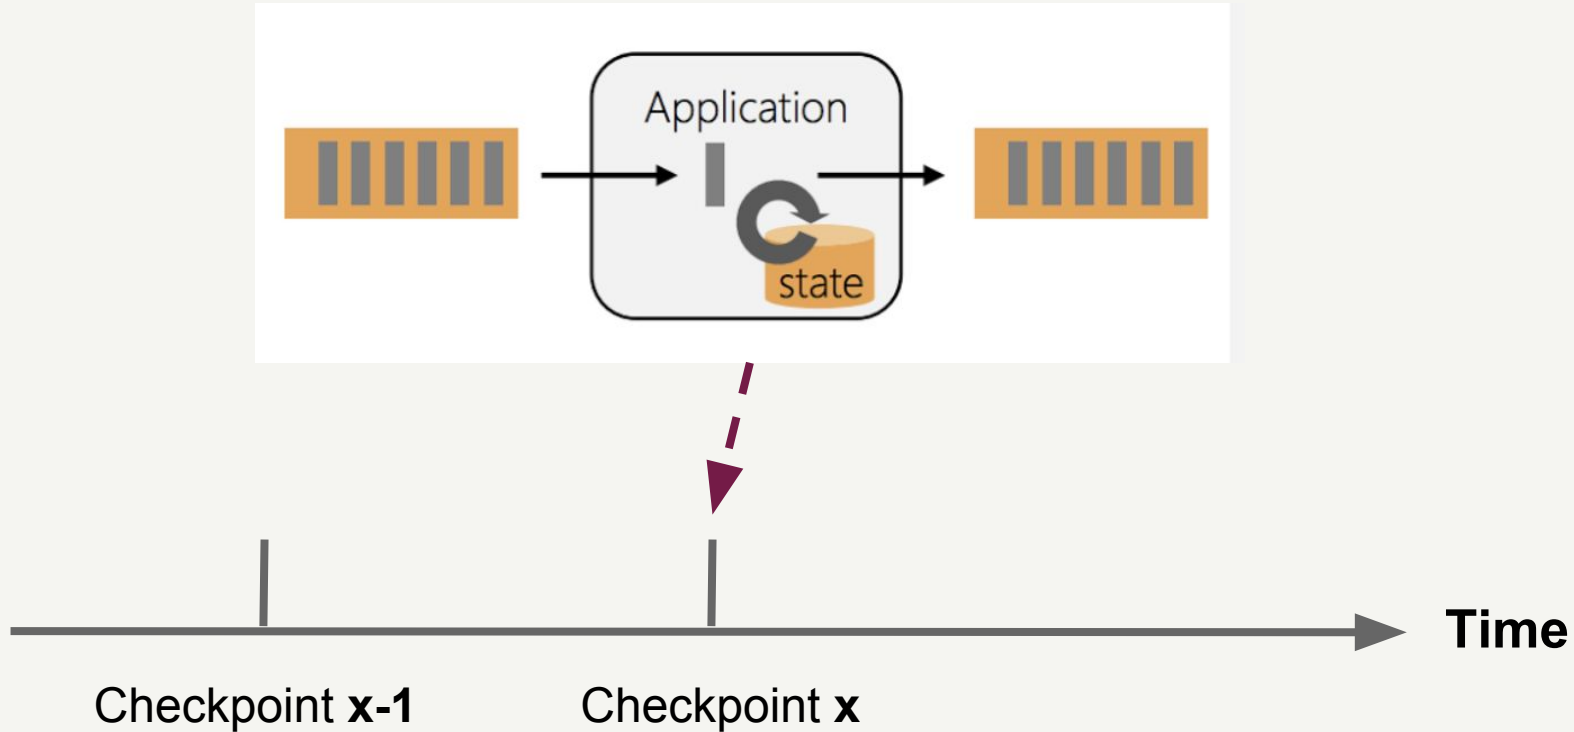 Application
state
Time
Checkpoint x-1
Checkpoint x